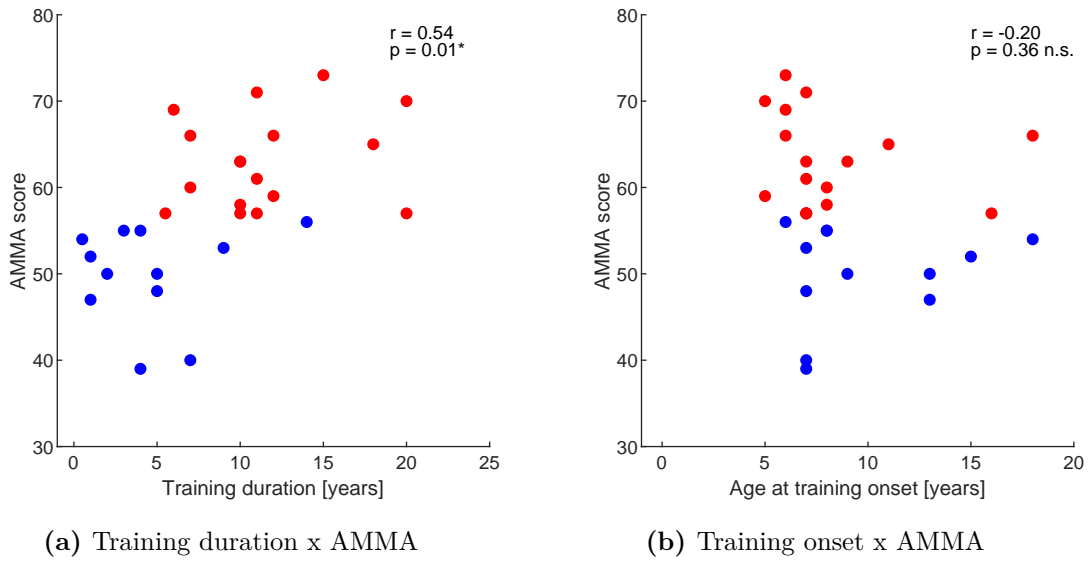 80
70
60
50
40
30
AMMA score
r = 0.54
p = 0.01*
0 5 10 15 20 25
Training duration [years]
(a) Training duration x AMMA
80
70
60
50
40
30
AMMA score
r = -0.20
p = 0.36 n.s.
0 5 10 15 20
Age at training onset [years]
(b) Training onset x AMMA